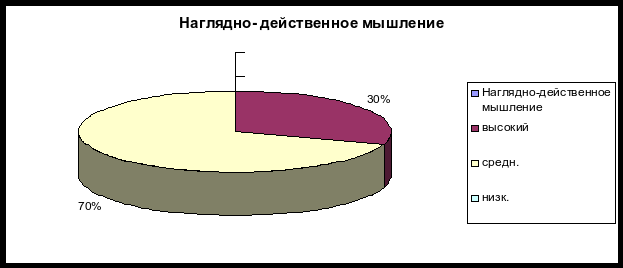 Наглядно- действенное мышление
30%
70%
Наглядно-действенное
мышление
высокий
средн.
низк.